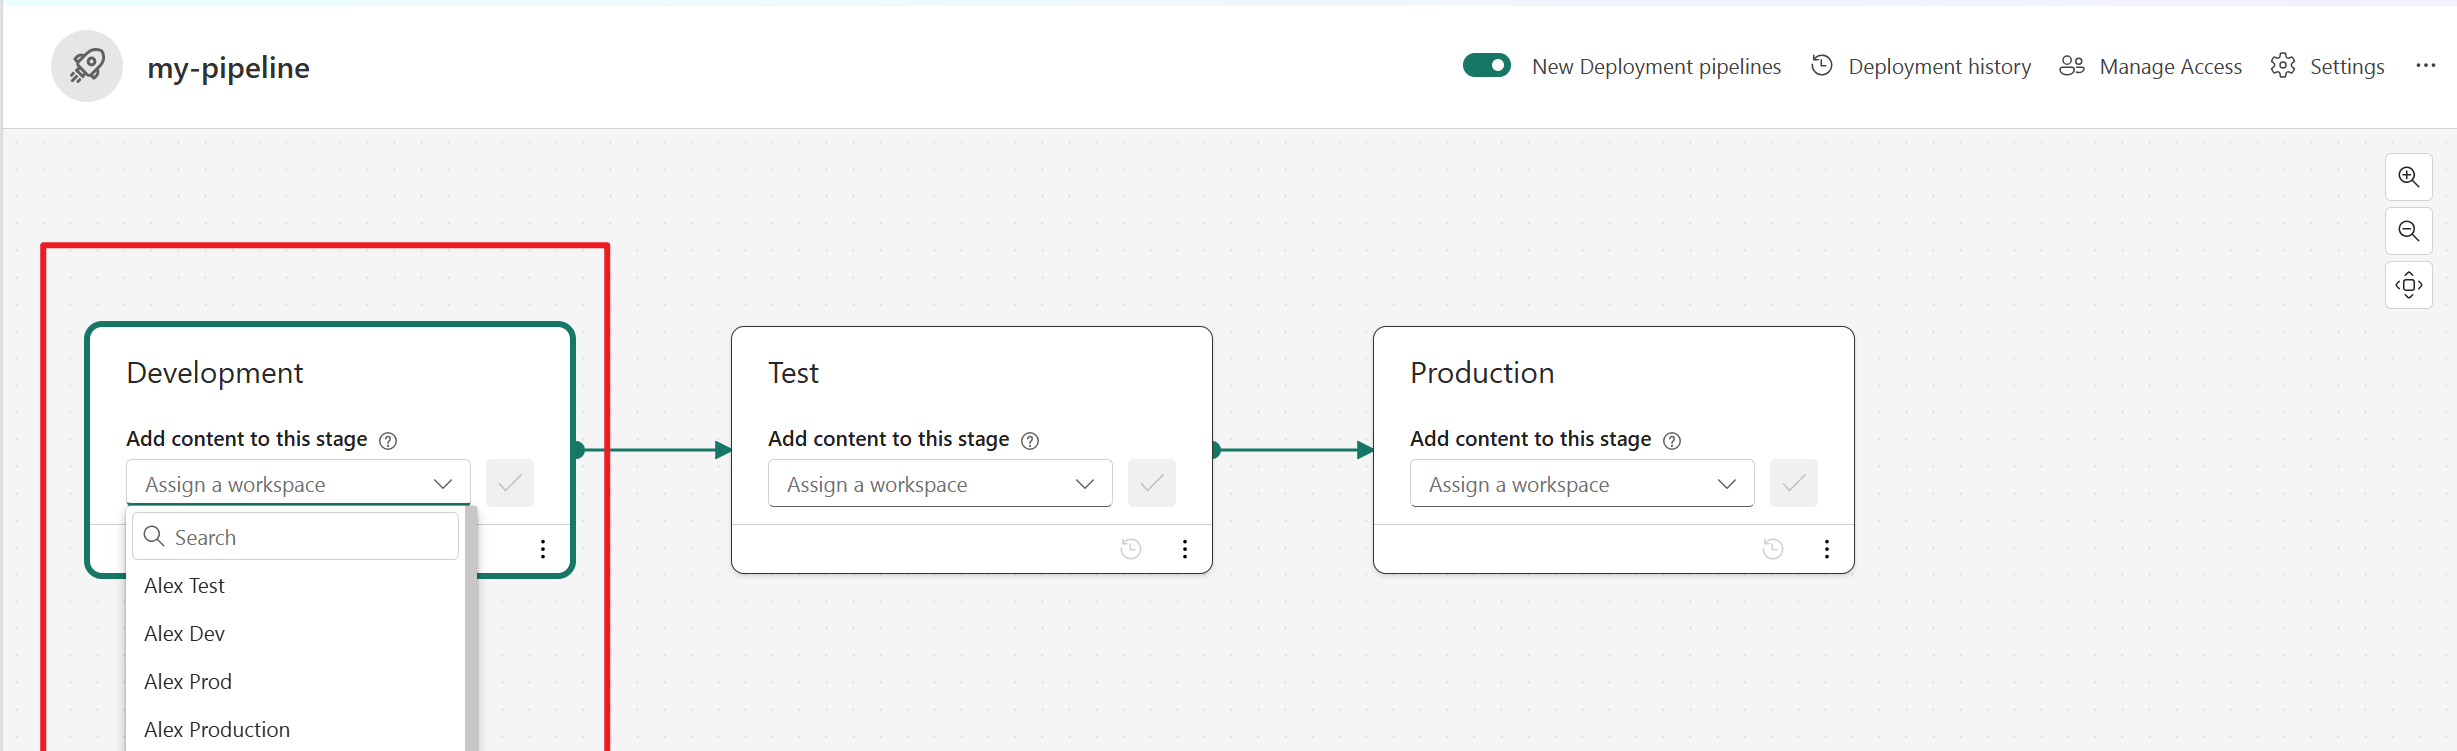 my-pipeline
New Deployment pipelines
Deployment history
Manage Access
Settings
Development
Add content to this stage
Assign a workspace
Search
Alex Test
Alex Dev
Alex Prod
Alex Production
Test
Add content to this stage
Assign a workspace
Production
Add content to this stage
Assign a workspace